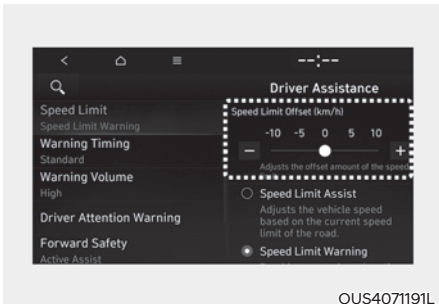 --:--
Driver Assistance
Speed Limit
Speed Limit Warning
Warning Timing
Standard
Warning Volume
High
Driver Attention Warning
Forward Safety
Active Assist
Speed Limit Offset (km/h)
-10 -5 0 5 10
− +
Adjusts the offset amount of the speed
Speed Limit Assist
Adjusts the vehicle speed
based on the current speed
limit of the road.
Speed Limit Warning
OUS4071191L